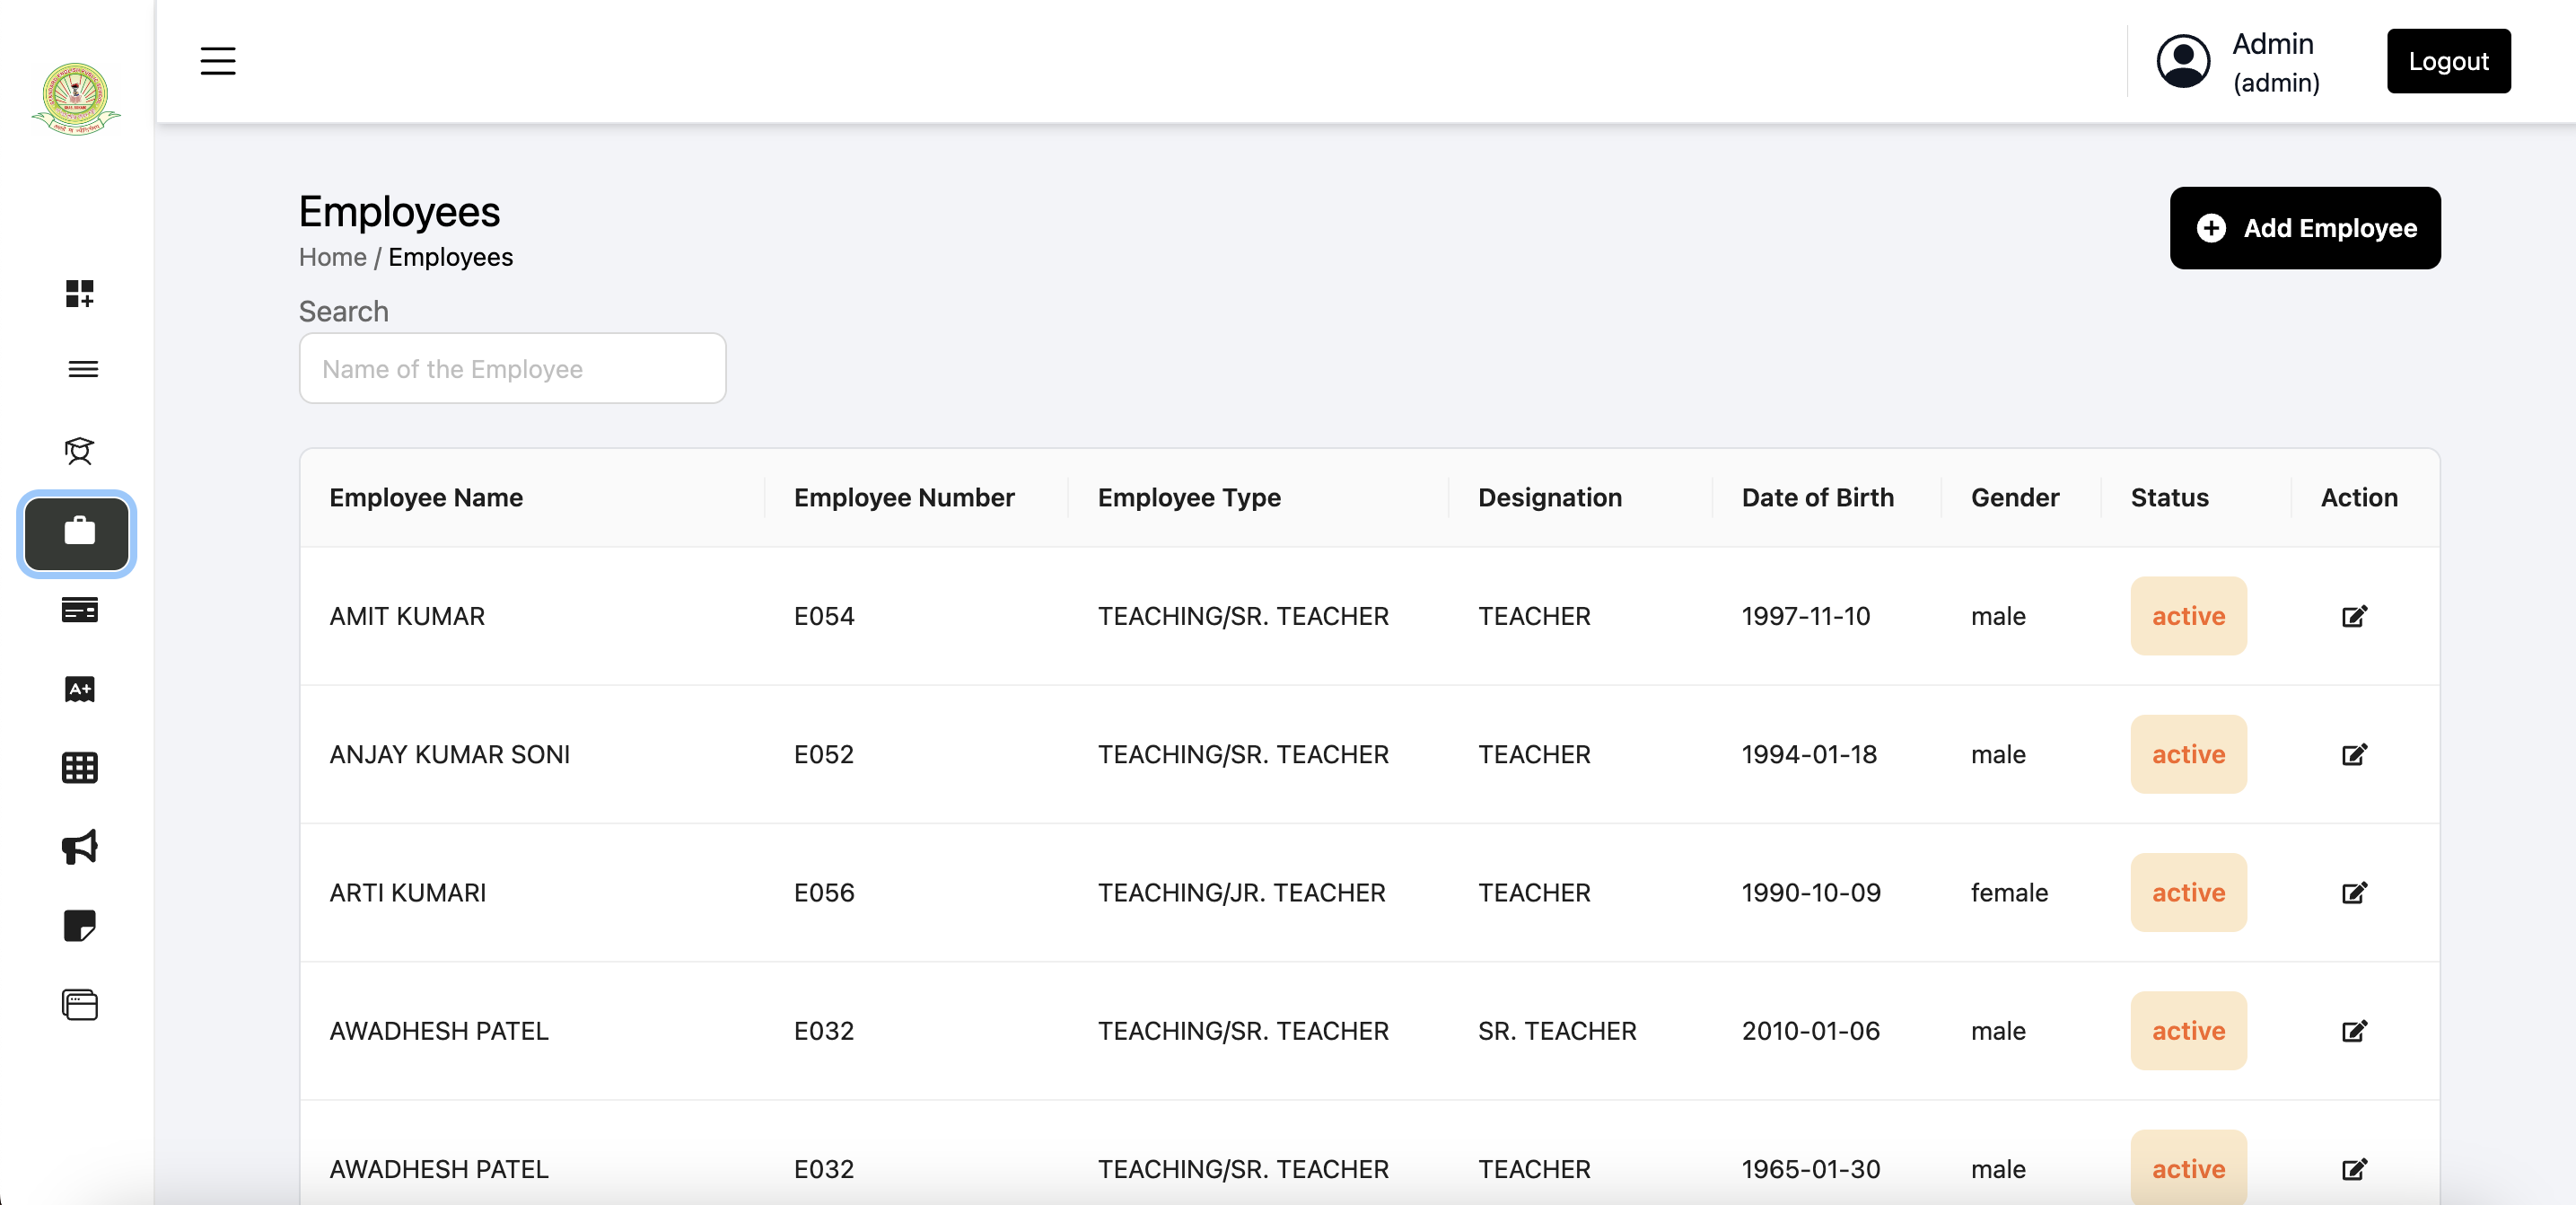 Admin
(admin)
Logout
Employees
Home / Employees
Add Employee
Search
Name of the Employee
Employee Name Employee Number Employee Type Designation Date of Birth Gender Status Action
AMIT KUMAR E054 TEACHING/SR. TEACHER TEACHER 1997-11-10 male active
ANJAY KUMAR SONI E052 TEACHING/SR. TEACHER TEACHER 1994-01-18 male active
ARTI KUMARI E056 TEACHING/JR. TEACHER TEACHER 1990-10-09 female active
AWADHESH PATEL E032 TEACHING/SR. TEACHER SR. TEACHER 2010-01-06 male active
AWADHESH PATEL E032 TEACHING/SR. TEACHER TEACHER 1965-01-30 male active
A+